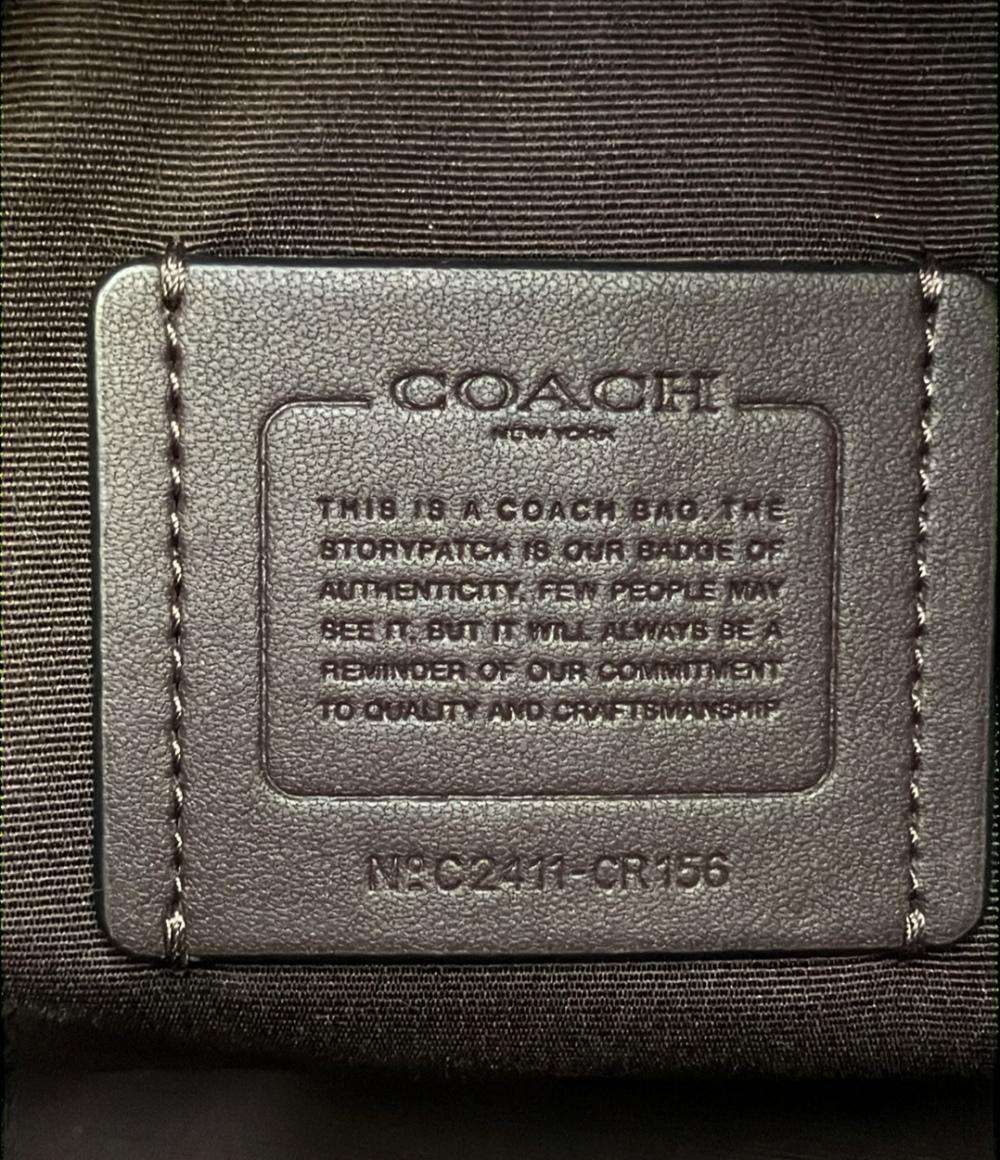 COACH
NEW YORK
THIS IS A COACH BAG. THE
STORYPATCH IS OUR BADGE OF
AUTHENTICITY. FEW PEOPLE MAY
SEE IT, BUT IT WILL ALWAYS BE A
REMINDER OF OUR COMMITMENT
TO QUALITY AND CRAFTSMANSHIP
Nº C2411-CR156